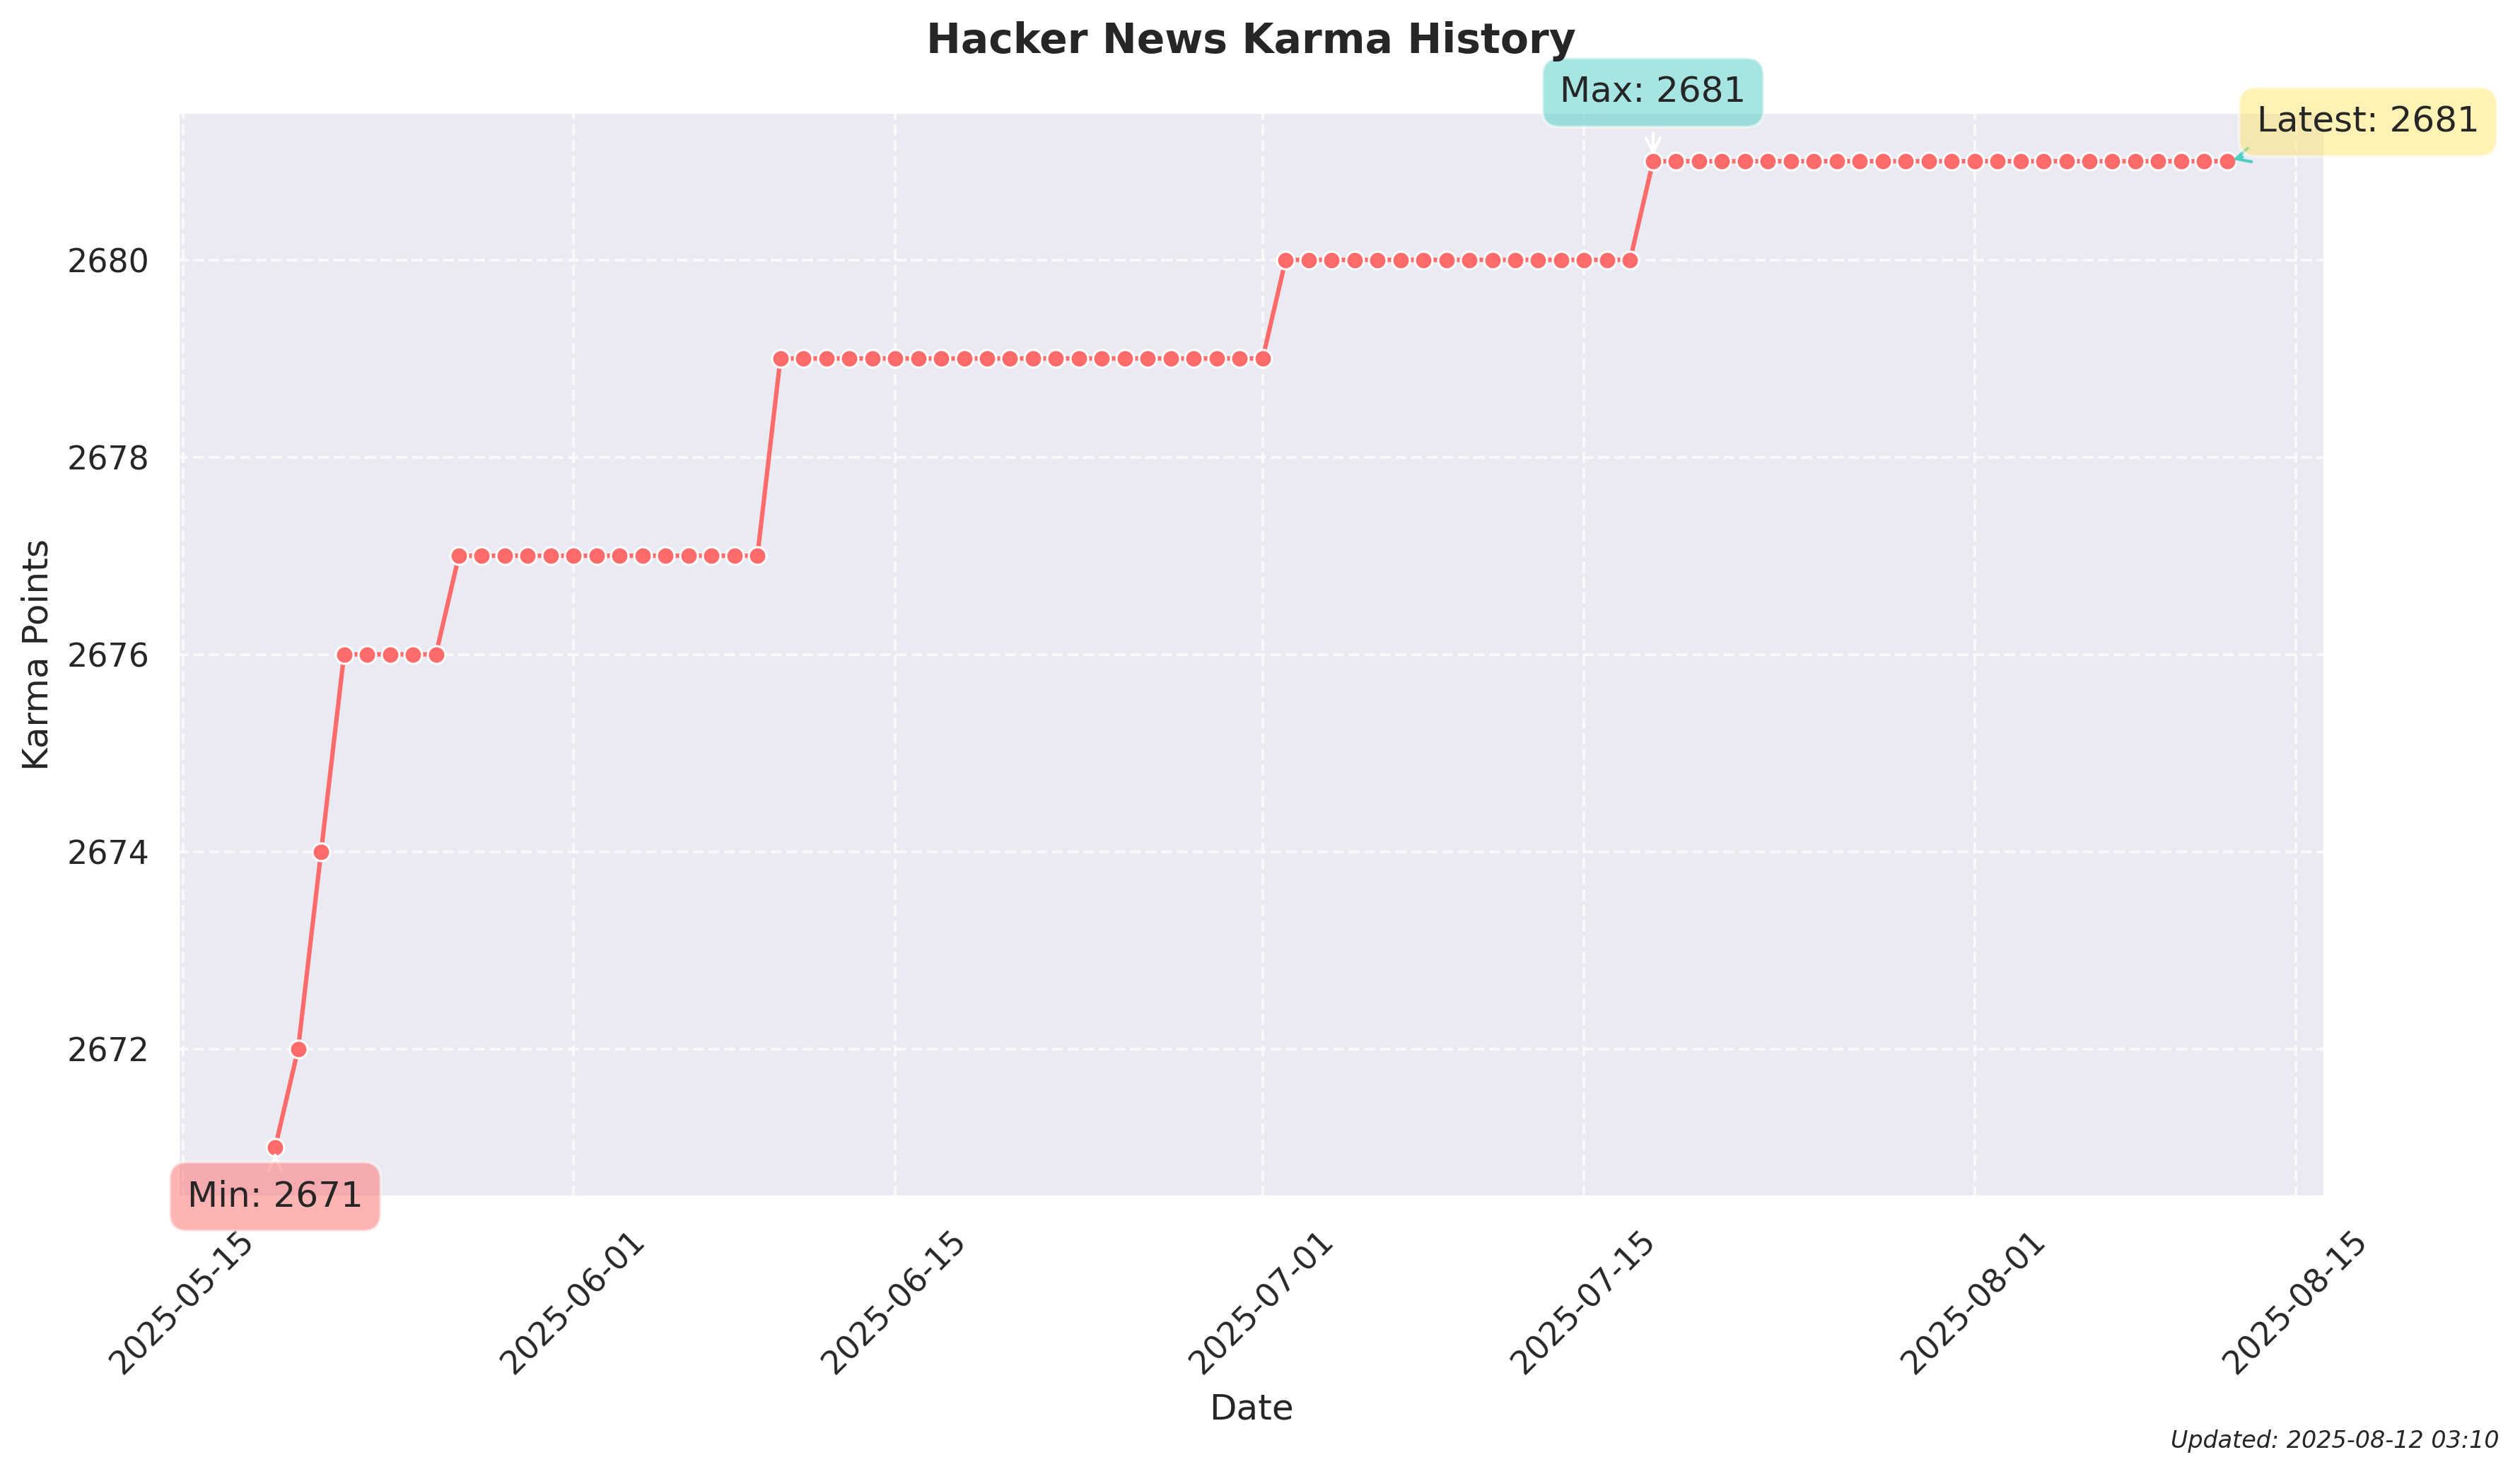 Hacker News Karma History
Max: 2681
Latest: 2681
Karma Points
2680
2678
2676
2674
2672
Min: 2671
2025-05-15
2025-06-01
2025-06-15
2025-07-01
2025-07-15
2025-08-01
2025-08-15
Date
Updated: 2025-08-12 03:10